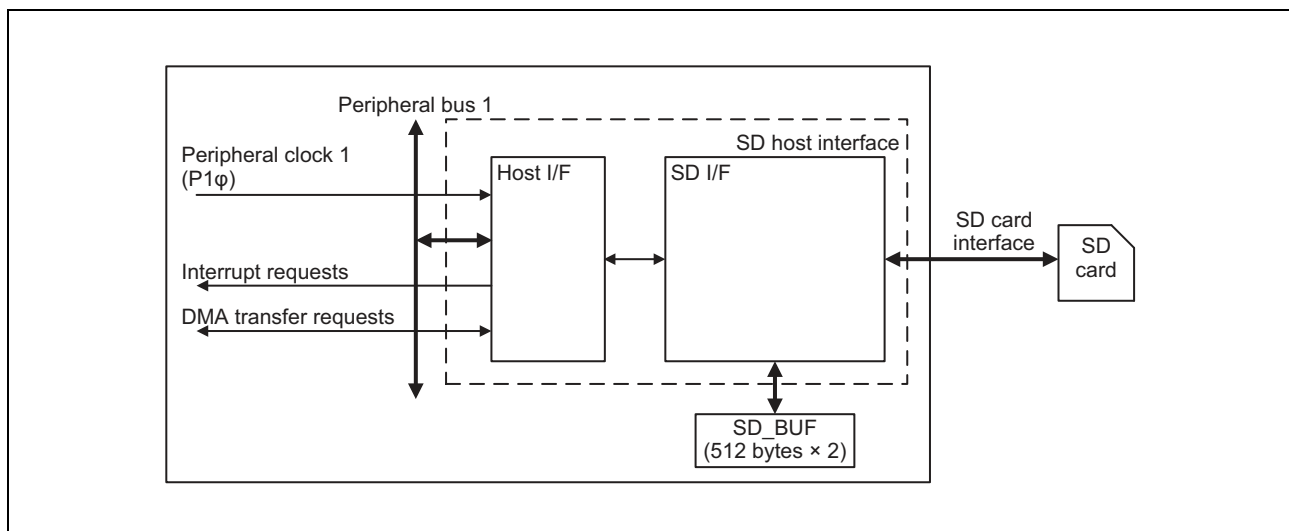 Peripheral bus 1
SD host interface
Peripheral clock 1
(P1φ)
Host I/F
SD I/F
SD card
interface
SD
card
Interrupt requests
DMA transfer requests
SD_BUF
(512 bytes × 2)